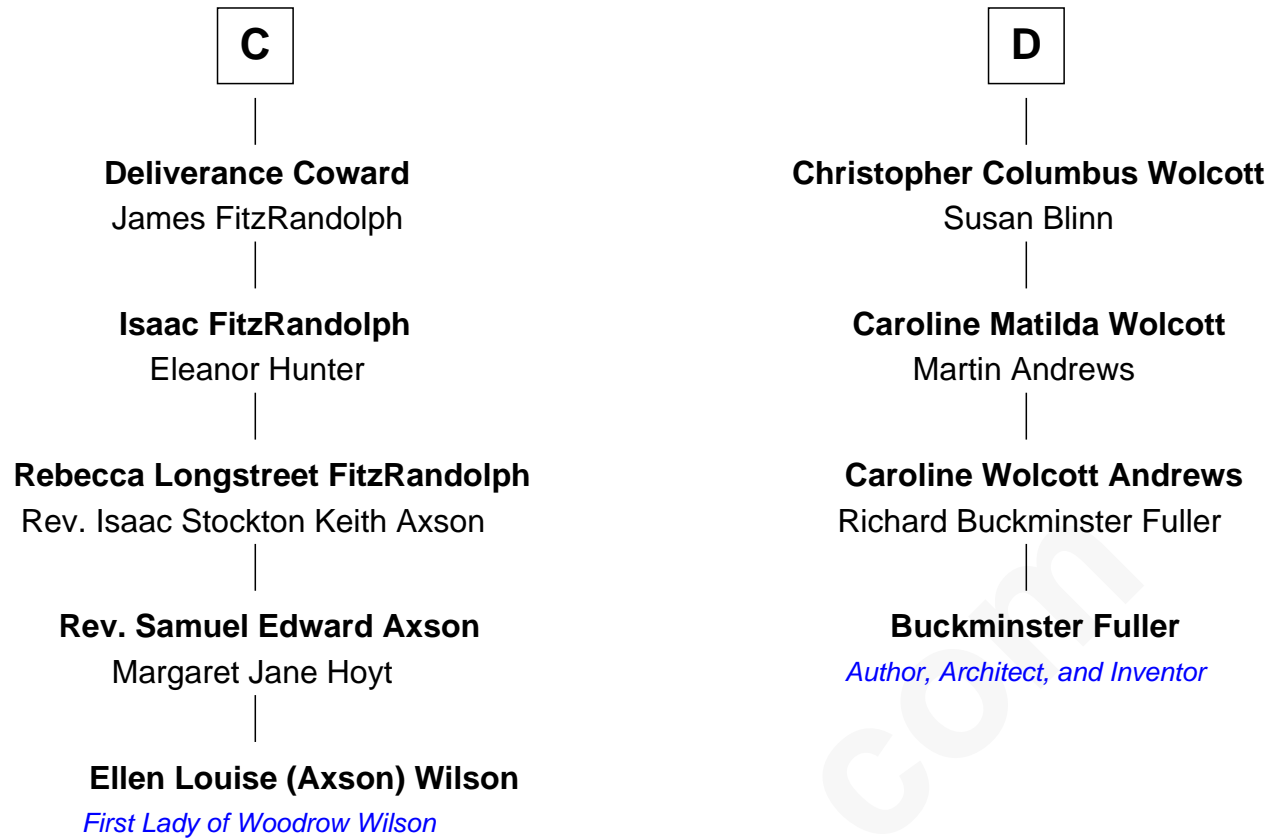 C
Deliverance Coward
James FitzRandolph
Isaac FitzRandolph
Eleanor Hunter
Rebecca Longstreet FitzRandolph
Rev. Isaac Stockton Keith Axson
Rev. Samuel Edward Axson
Margaret Jane Hoyt
Ellen Louise (Axson) Wilson
First Lady of Woodrow Wilson
D
Christopher Columbus Wolcott
Susan Blinn
Caroline Matilda Wolcott
Martin Andrews
Caroline Wolcott Andrews
Richard Buckminster Fuller
Buckminster Fuller
Author, Architect, and Inventor
com